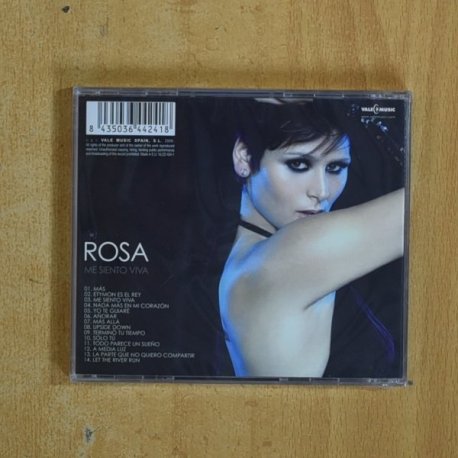 8 435036 442418
VALE MUSIC
VALE MUSIC SPAIN, S.L.
ROSA
ME SIENTO VIVA
01. MÁS
02. ETYMON ES EL REY
03. ME SIENTO VIVA
04. NADA MÁS EN MI CORAZÓN
05. YO TE GUIARÉ
06. AÑORAR
07. MÁS ALLÁ
08. UPSIDE DOWN
09. TERMINÓ TU TIEMPO
10. SÓLO TÚ
11. TODO PARECE UN SUEÑO
12. A MEDIA LUZ
13. LA PARTE QUE NO QUIERO COMPARTIR
14. LET THE RIVER RUN